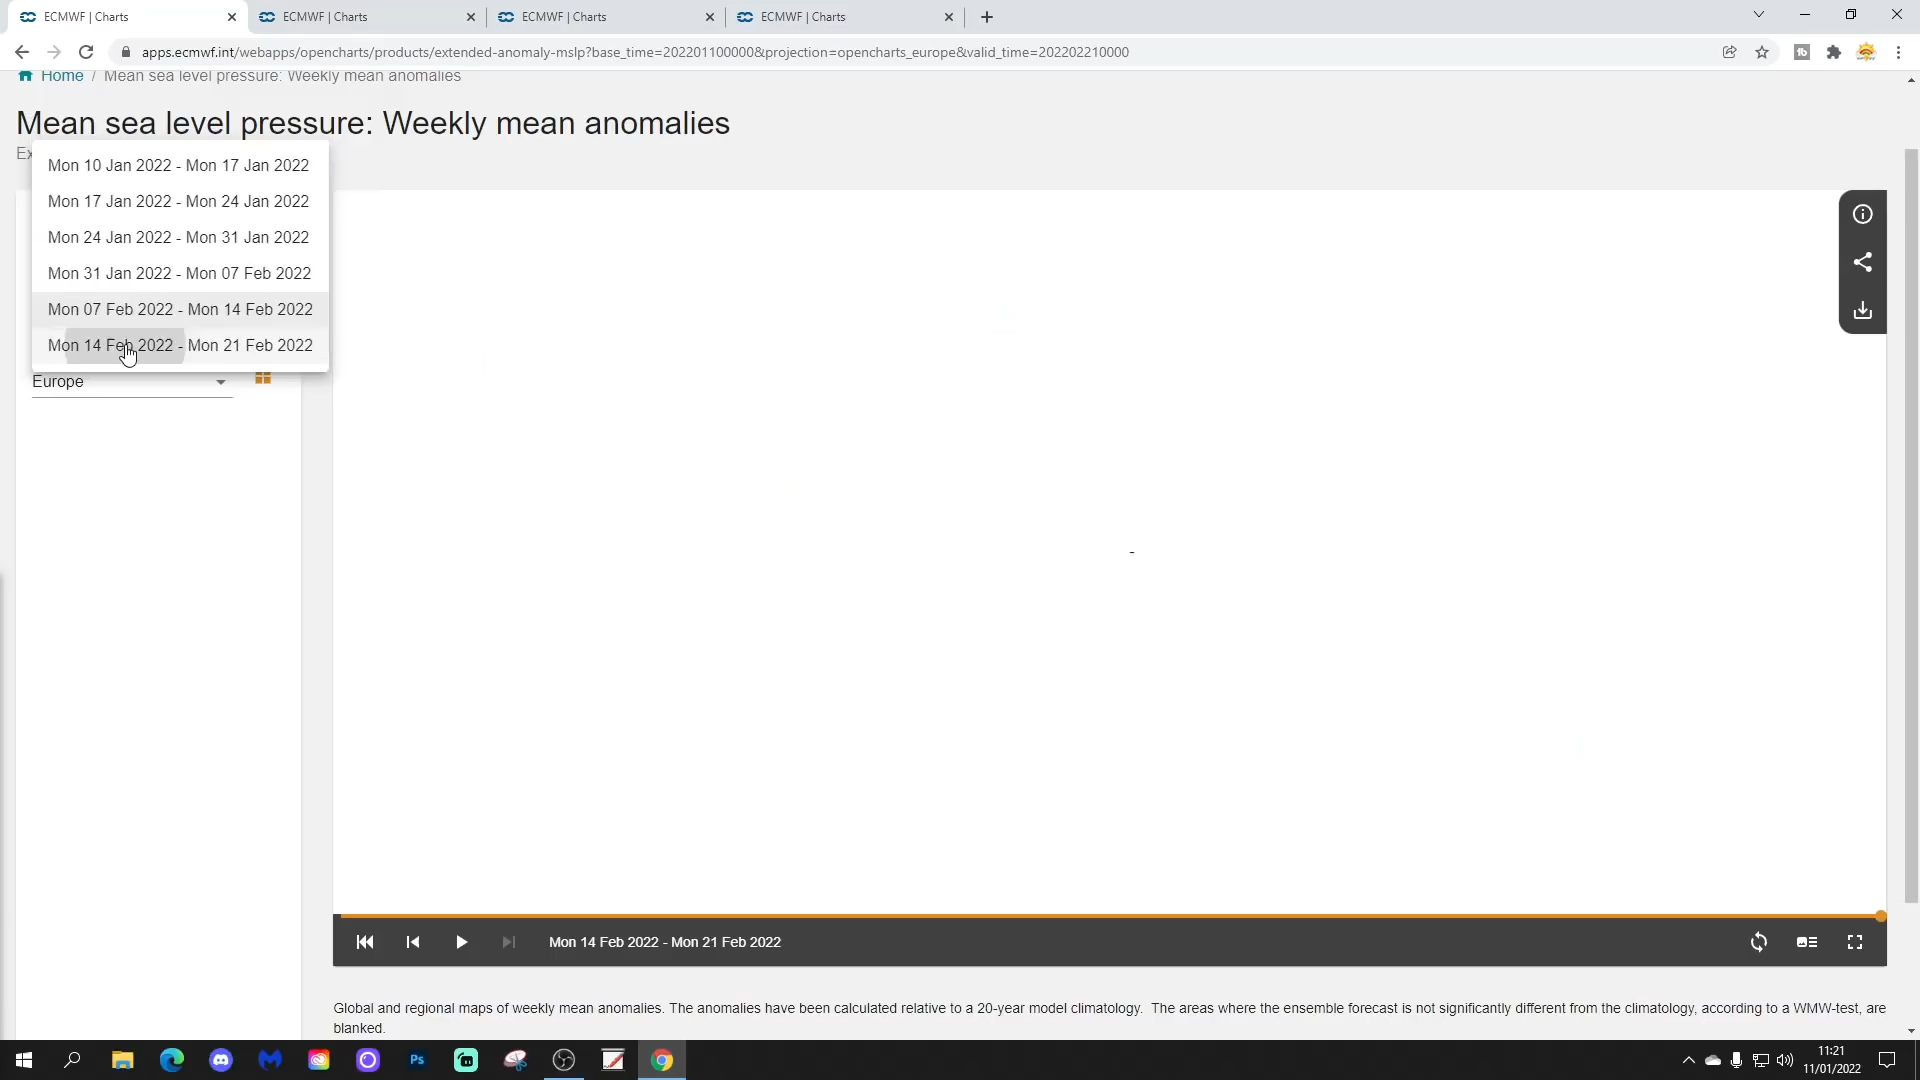 ECMWF | Charts
ECMWF | Charts
ECMWF | Charts
ECMWF | Charts
apps.ecmwf.int/webapps/opencharts/products/extended-anomaly-mslp?base_time=202201100000&projection=opencharts_europe&valid_time=202202210000
Home / Mean sea level pressure: Weekly mean anomalies
Mean sea level pressure: Weekly mean anomalies
Mon 10 Jan 2022 - Mon 17 Jan 2022
Mon 17 Jan 2022 - Mon 24 Jan 2022
Mon 24 Jan 2022 - Mon 31 Jan 2022
Mon 31 Jan 2022 - Mon 07 Feb 2022
Mon 07 Feb 2022 - Mon 14 Feb 2022
Mon 14 Feb 2022 - Mon 21 Feb 2022
Europe
-
Mon 14 Feb 2022 - Mon 21 Feb 2022
Global and regional maps of weekly mean anomalies. The anomalies have been calculated relative to a 20-year model climatology. The areas where the ensemble forecast is not significantly different from the climatology, according to a WMW-test, are
blanked.
Ps
11:21
11/01/2022